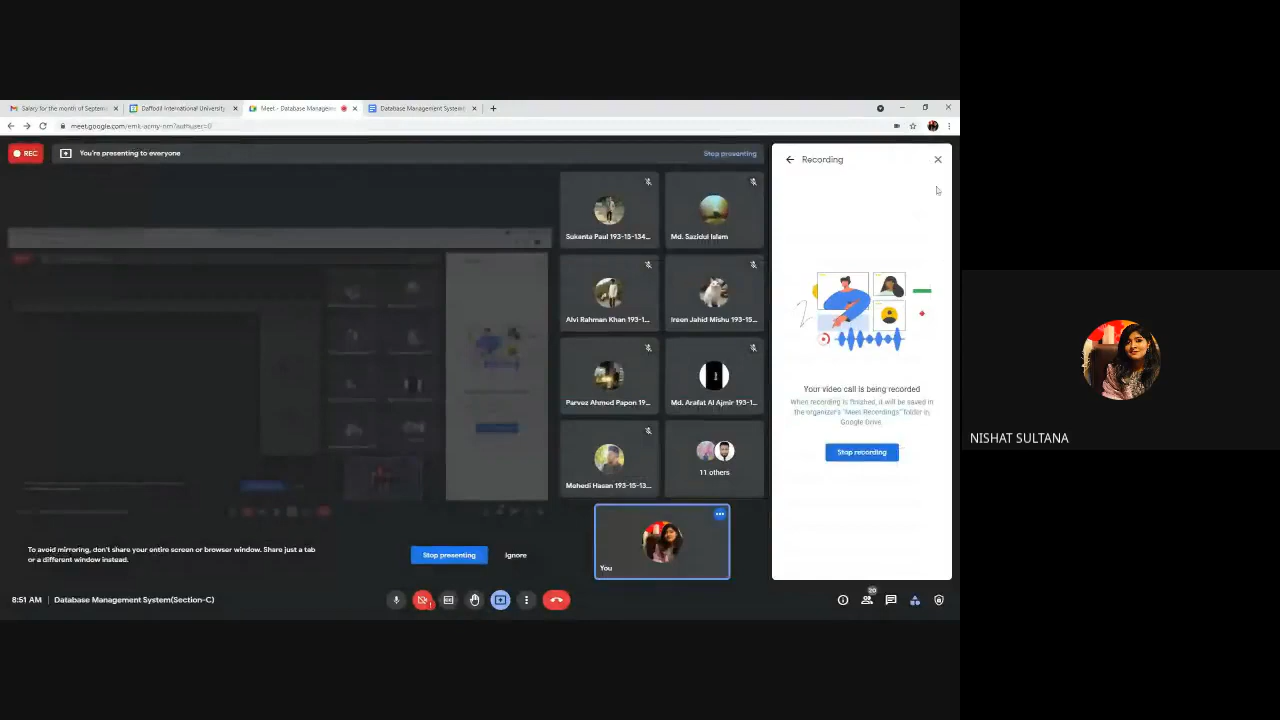 Salary for the month of Septem
Daffodil International University
Meet - Database Managem
Database Management System
meet.google.com/emk-acmy-nrn?authuser=0
REC
You're presenting to everyone
Stop presenting
Recording
Sukanta Paul 193-15-134...
Md. Sazidul Islam
Alvi Rahman Khan 193-1...
Ireen Jahid Mishu 193-15...
Parvez Ahmed Papon 19...
Md. Arafat Al Ajmir 193-1...
Mehedi Hasan 193-15-13...
11 others
You
Your video call is being recorded
When recording is finished, it will be saved in
the organizer's "Meet Recordings" folder in
Google Drive.
Stop recording
To avoid mirroring, don't share your entire screen or browser window. Share just a tab
or a different window instead.
Stop presenting
Ignore
8:51 AM | Database Management System(Section-C)
20
NISHAT SULTANA